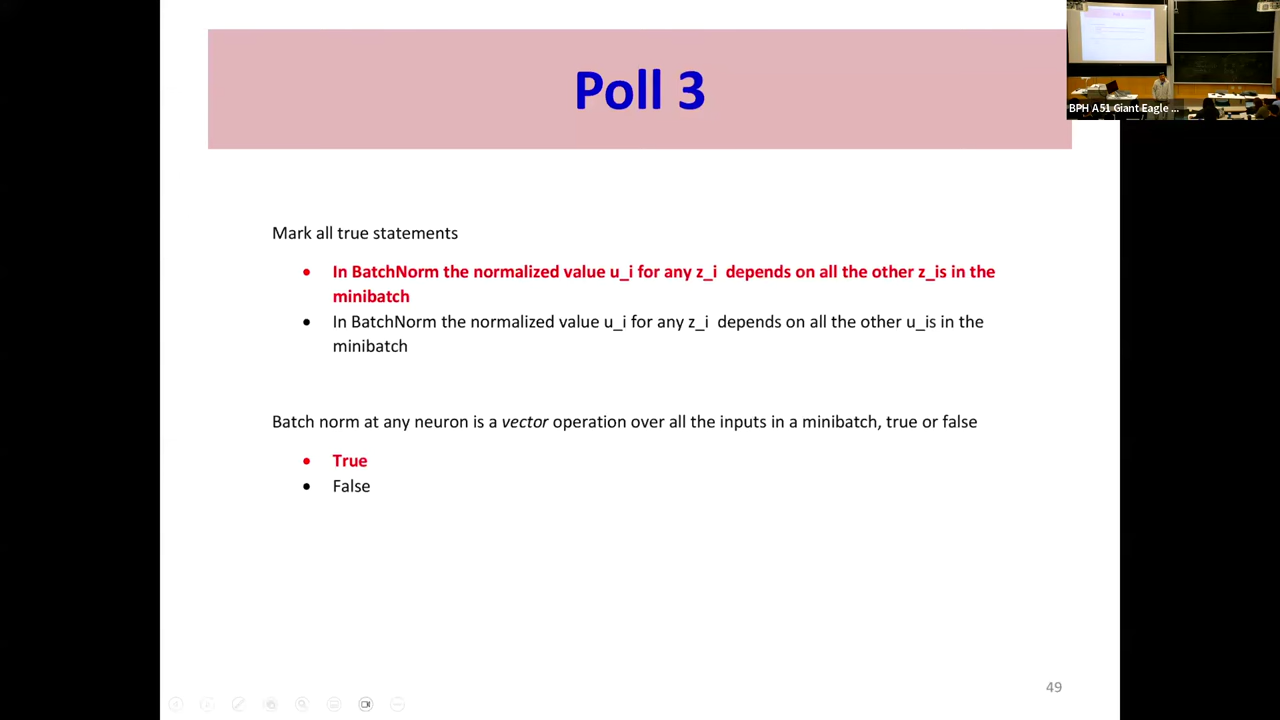 Poll 3
BPH A51 Giant Eagle ...
Mark all true statements
• In BatchNorm the normalized value u_i for any z_i depends on all the other z_is in the
minibatch
• In BatchNorm the normalized value u_i for any z_i depends on all the other u_is in the
minibatch
Batch norm at any neuron is a vector operation over all the inputs in a minibatch, true or false
• True
• False
49